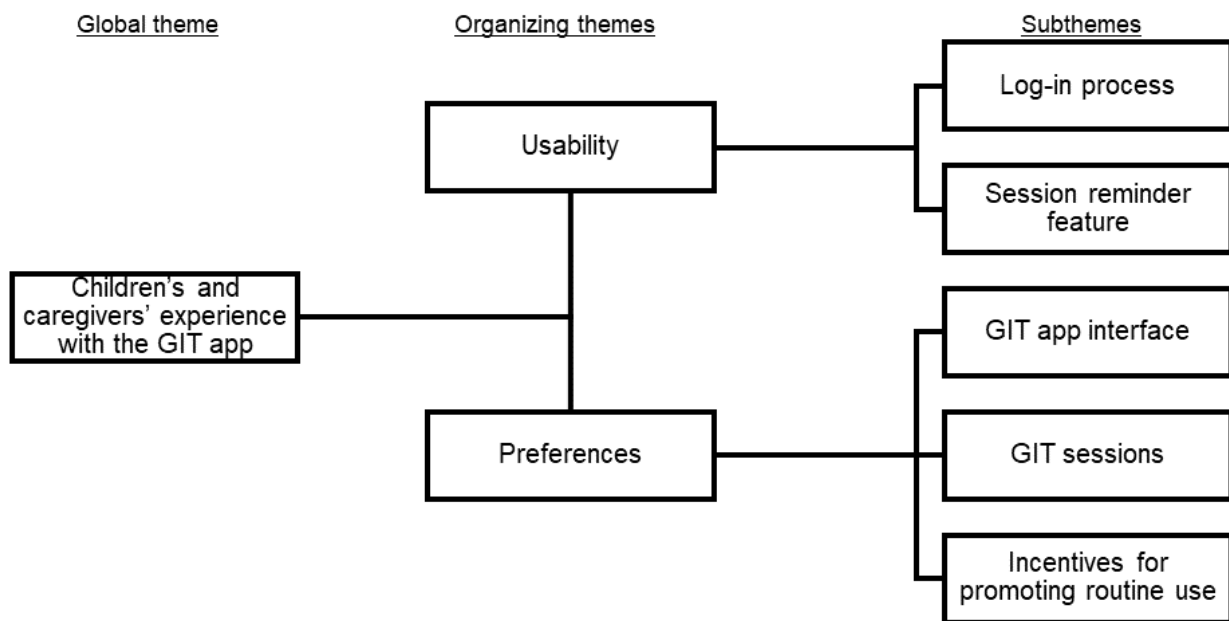 Global theme
Organizing themes
Subthemes
Log-in process
Usability
Session reminder
feature
Children’s and
caregivers’ experience
with the GIT app
GIT app interface
Preferences
GIT sessions
Incentives for
promoting routine use